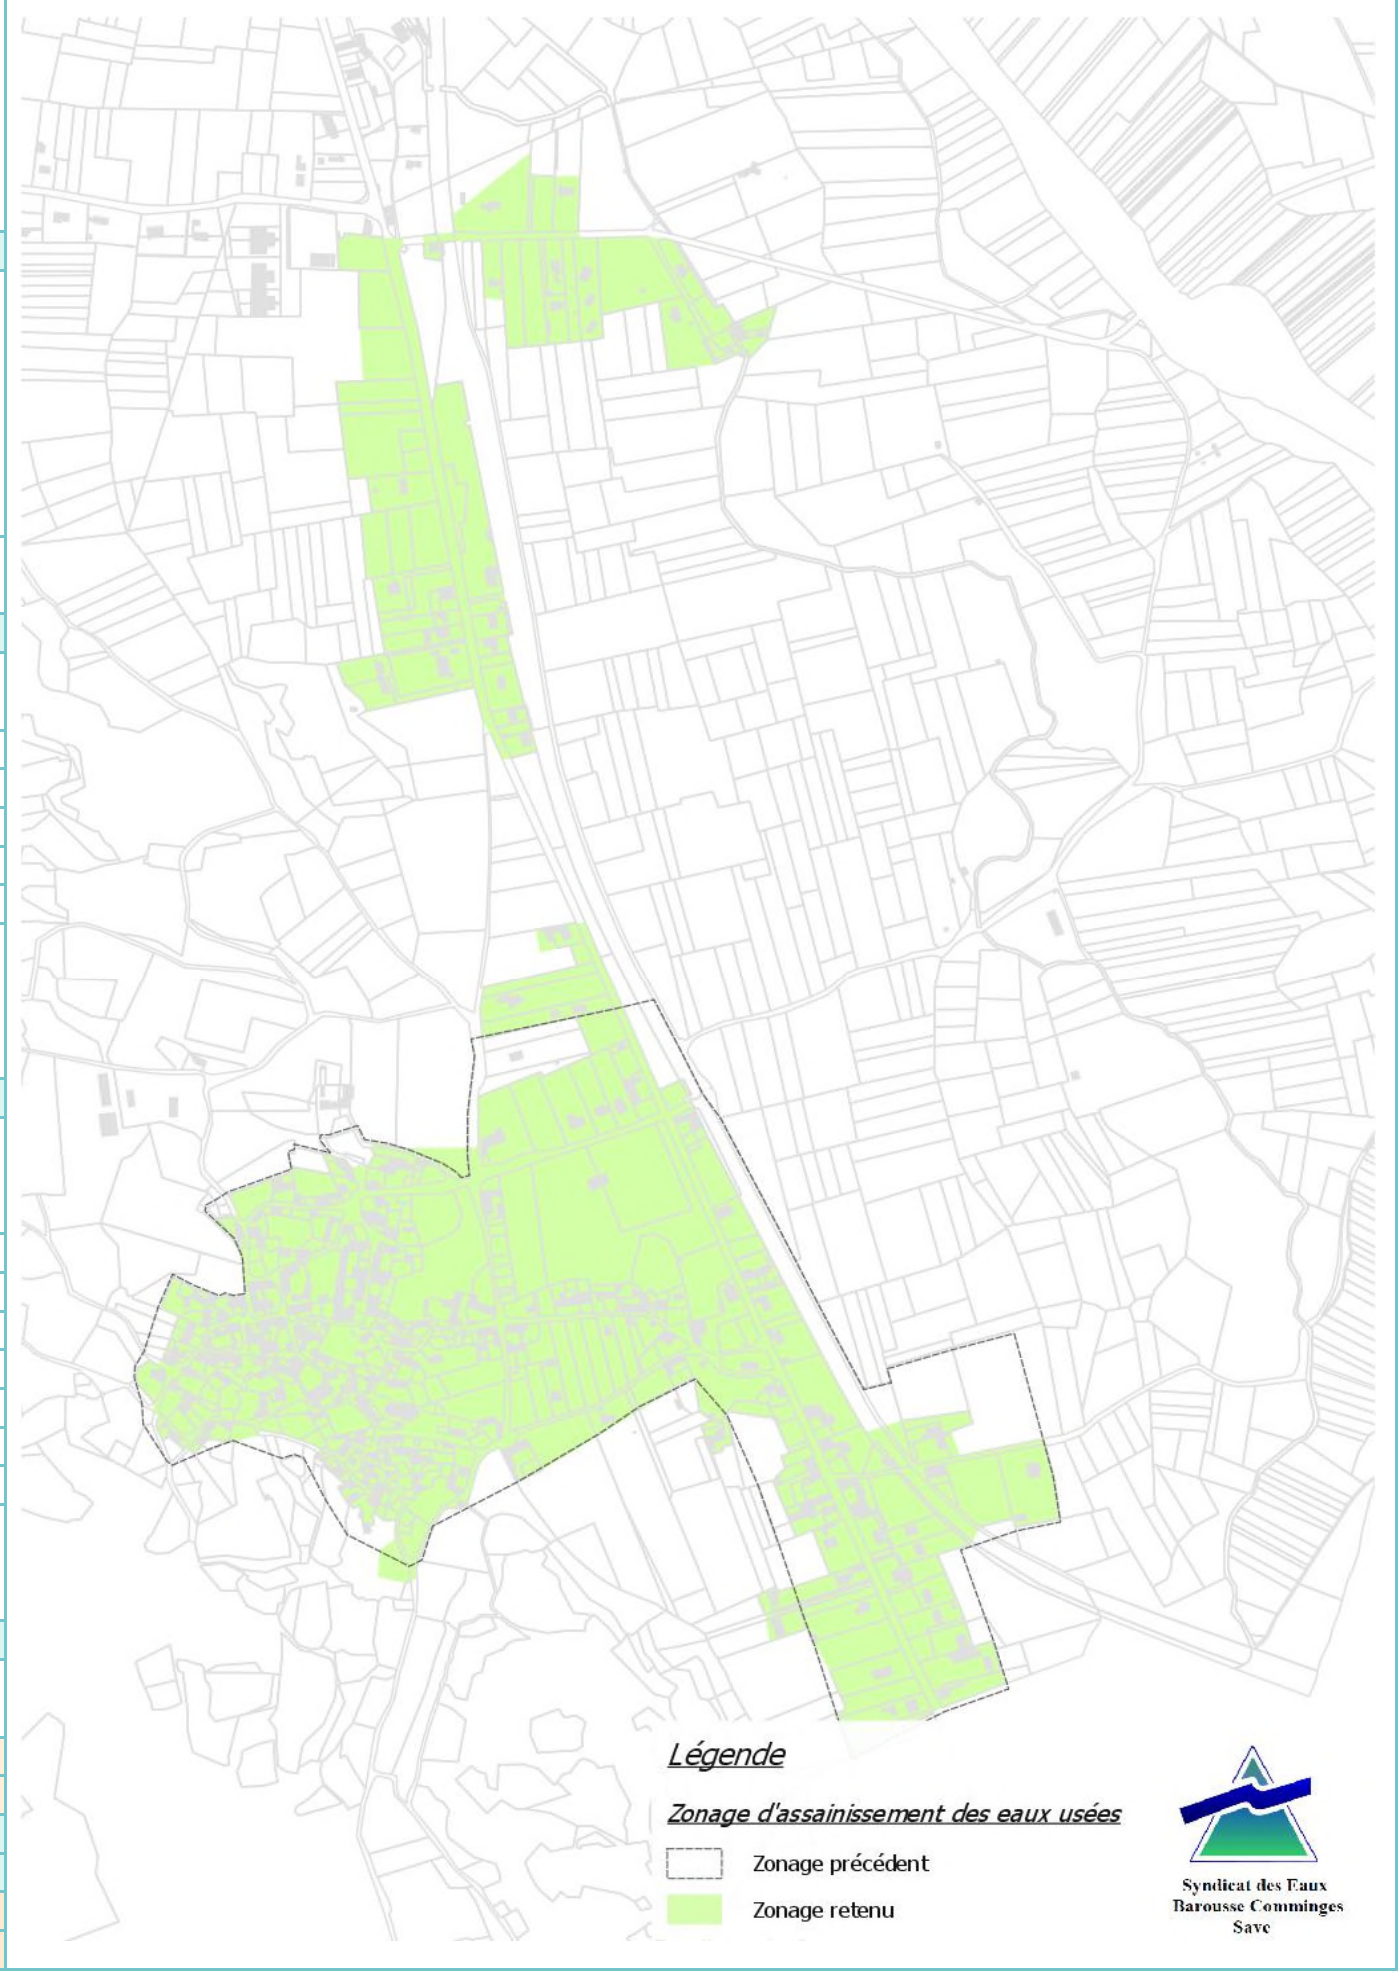 Légende
Zonage d'assainissement des eaux usées
Zonage précédent
Zonage retenu
Syndicat des Eaux
Barousse Comminges
Save